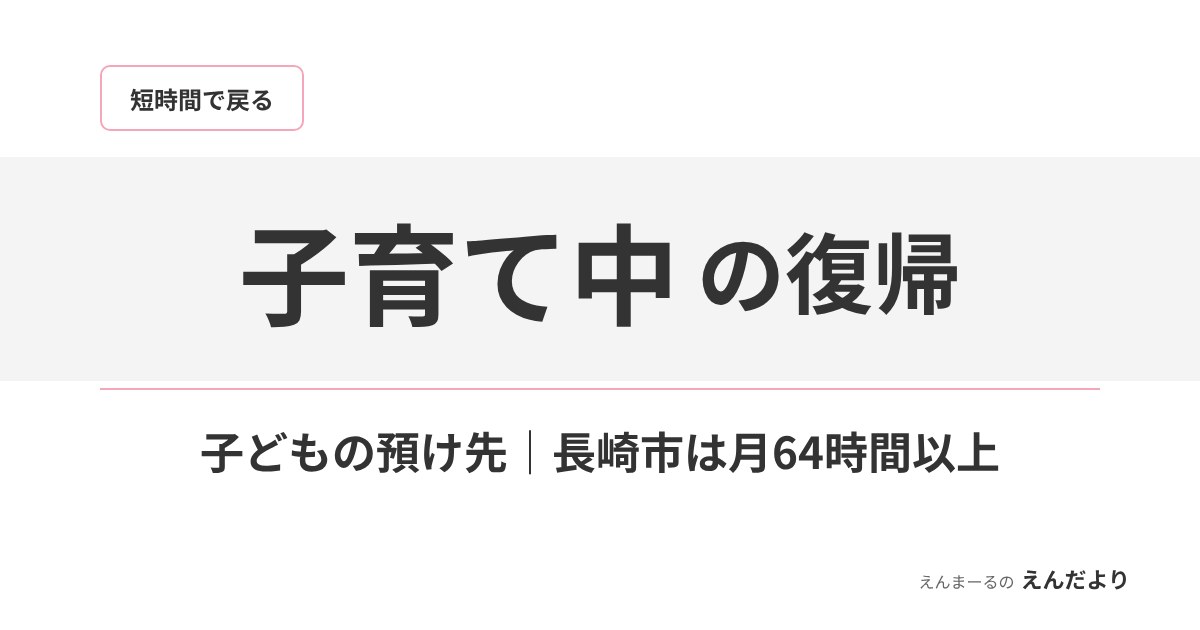 短時間で戻る
子育て中の復帰
子どもの預け先｜長崎市は月64時間以上
えんまーるの えんだより